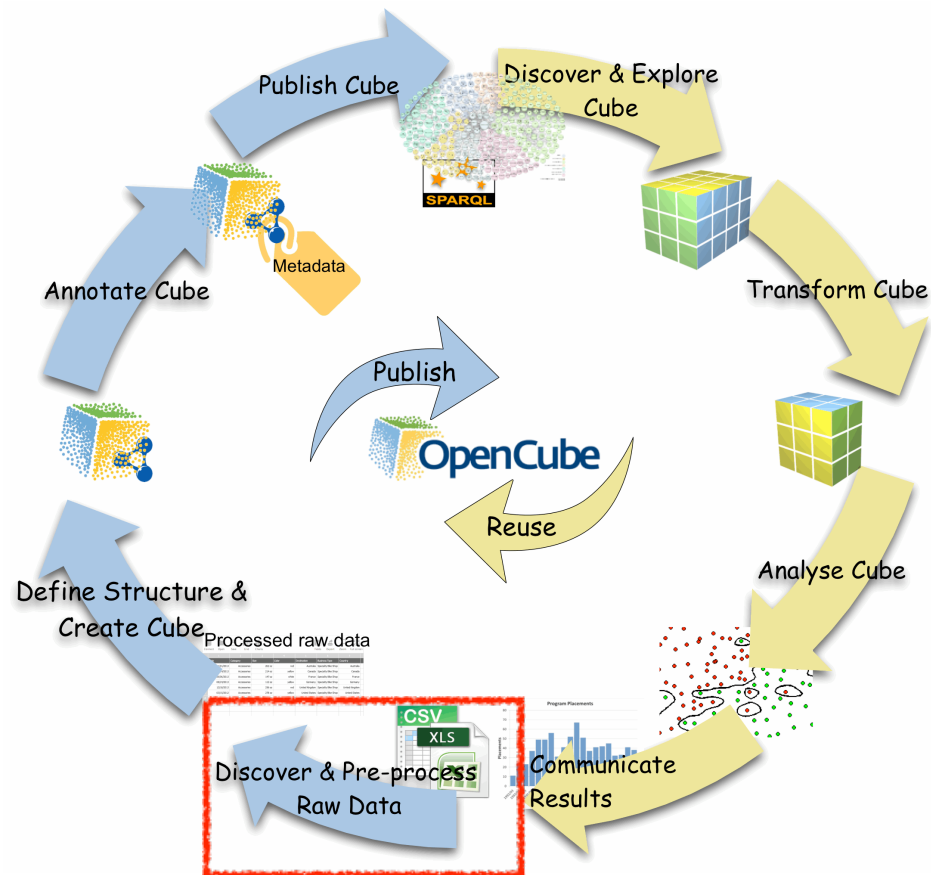 Publish Cube
Discover & Explore
Cube
SPARQL
Metadata
Annotate Cube
Transform Cube
Publish
OpenCube
Reuse
Analyse Cube
Define Structure &
Create Cube
Processed raw data
Program Placements
Placements
CSV
XLS
Discover & Pre-process
Raw Data
Communicate
Results